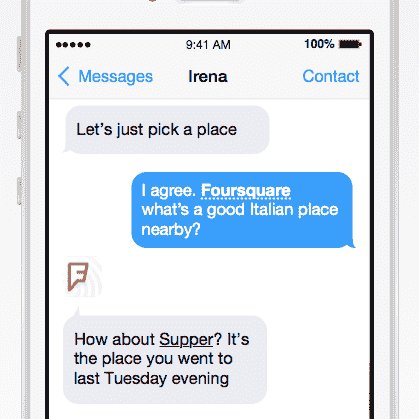 9:41 AM 100%
Messages Irena Contact
Let's just pick a place
I agree. Foursquare
what's a good Italian place
nearby?
How about Supper? It's
the place you went to
last Tuesday evening